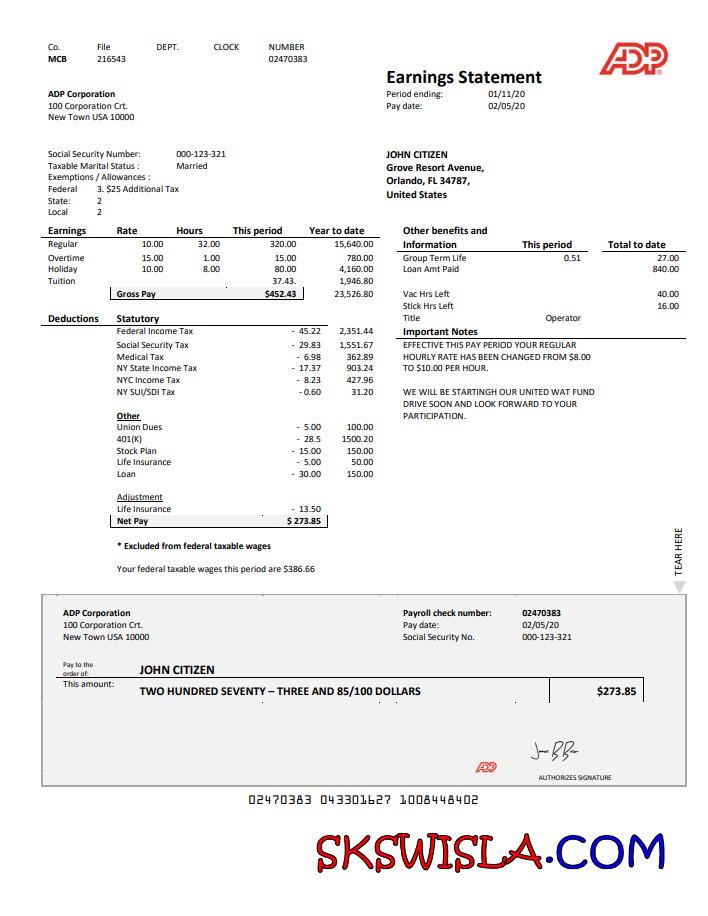 Co. File DEPT. CLOCK NUMBER
MCB 216543 02470383
ADP
Earnings Statement
Period ending: 01/11/20
Pay date: 02/05/20
ADP Corporation
100 Corporation Crt.
New Town USA 10000
Social Security Number: 000-123-321
Taxable Marital Status : Married
Exemptions / Allowances :
Federal 3. $25 Additional Tax
State: 2
Local 2
JOHN CITIZEN
Grove Resort Avenue,
Orlando, FL 34787,
United States
Earnings Rate Hours This period Year to date
Regular 10.00 32.00 320.00 15,640.00
Overtime 15.00 1.00 15.00 780.00
Holiday 10.00 8.00 80.00 4,160.00
Tuition 37.43. 1,946.80
Gross Pay $452.43 23,526.80
Deductions Statutory
Federal Income Tax - 45.22 2,351.44
Social Security Tax - 29.83 1,551.67
Medical Tax - 6.98 362.89
NY State Income Tax - 17.37 903.24
NYC Income Tax - 8.23 427.96
NY SUI/SDI Tax - 0.60 31.20
Other
Union Dues - 5.00 100.00
401(K) - 28.5 1500.20
Stock Plan - 15.00 150.00
Life Insurance - 5.00 50.00
Loan - 30.00 150.00
Adjustment
Life Insurance - 13.50
Net Pay $ 273.85
* Excluded from federal taxable wages
Your federal taxable wages this period are $386.66
Other benefits and
Information This period Total to date
Group Term Life 0.51 27.00
Loan Amt Paid 840.00
Vac Hrs Left 40.00
Stick Hrs Left 16.00
Title Operator
Important Notes
EFFECTIVE THIS PAY PERIOD YOUR REGULAR
HOURLY RATE HAS BEEN CHANGED FROM $8.00
TO $10.00 PER HOUR.
WE WILL BE STARTINGH OUR UNITED WAT FUND
DRIVE SOON AND LOOK FORWARD TO YOUR
PARTICIPATION.
TEAR HERE
ADP Corporation
100 Corporation Crt.
New Town USA 10000
Payroll check number: 02470383
Pay date: 02/05/20
Social Security No. 000-123-321
Pay to the
order of: JOHN CITIZEN
This amount: TWO HUNDRED SEVENTY – THREE AND 85/100 DOLLARS $273.85
ADP
AUTHORIZES SIGNATURE
02470383 043301627 1008448402
SKSWISLA.COM